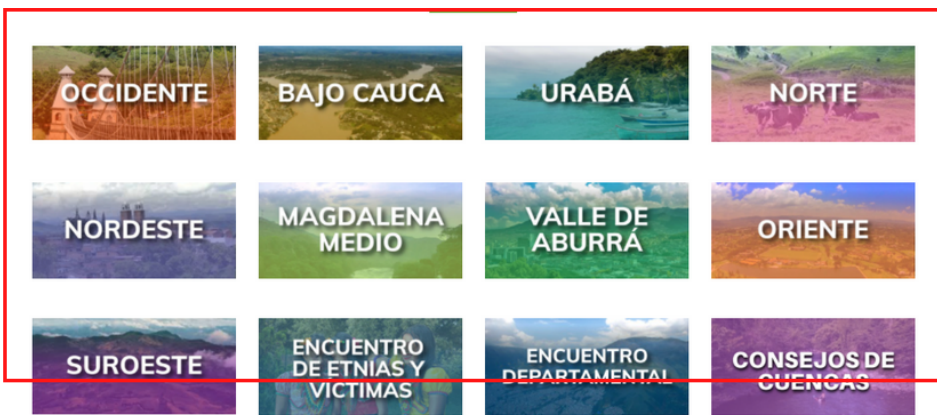 OCCIDENTE
BAJO CAUCA
URABÁ
NORTE
NORDESTE
MAGDALENA
MEDIO
VALLE DE
ABURRÁ
ORIENTE
SUROESTE
ENCUENTRO
DE ETNIAS Y
VÍCTIMAS
ENCUENTRO
DEPARTAMENTAL
CONSEJOS DE
CUENCAS